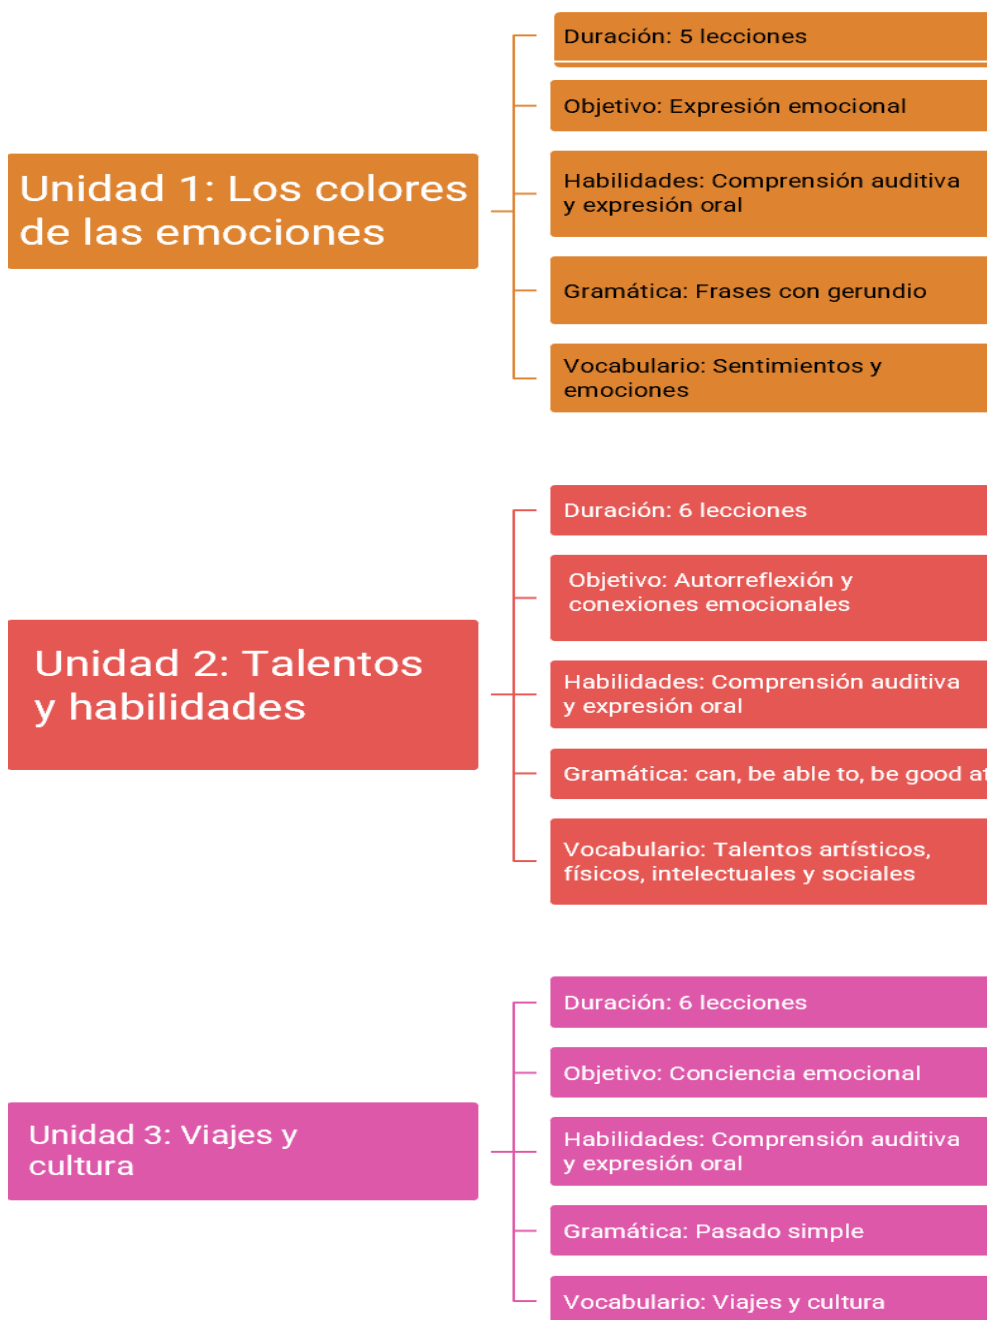 Unidad 1: Los colores
de las emociones
Duración: 5 lecciones
Objetivo: Expresión emocional
Habilidades: Comprensión auditiva
y expresión oral
Gramática: Frases con gerundio
Vocabulario: Sentimientos y
emociones
Unidad 2: Talentos
y habilidades
Duración: 6 lecciones
Objetivo: Autorreflexión y
conexiones emocionales
Habilidades: Comprensión auditiva
y expresión oral
Gramática: can, be able to, be good at
Vocabulario: Talentos artísticos,
físicos, intelectuales y sociales
Unidad 3: Viajes y
cultura
Duración: 6 lecciones
Objetivo: Conciencia emocional
Habilidades: Comprensión auditiva
y expresión oral
Gramática: Pasado simple
Vocabulario: Viajes y cultura